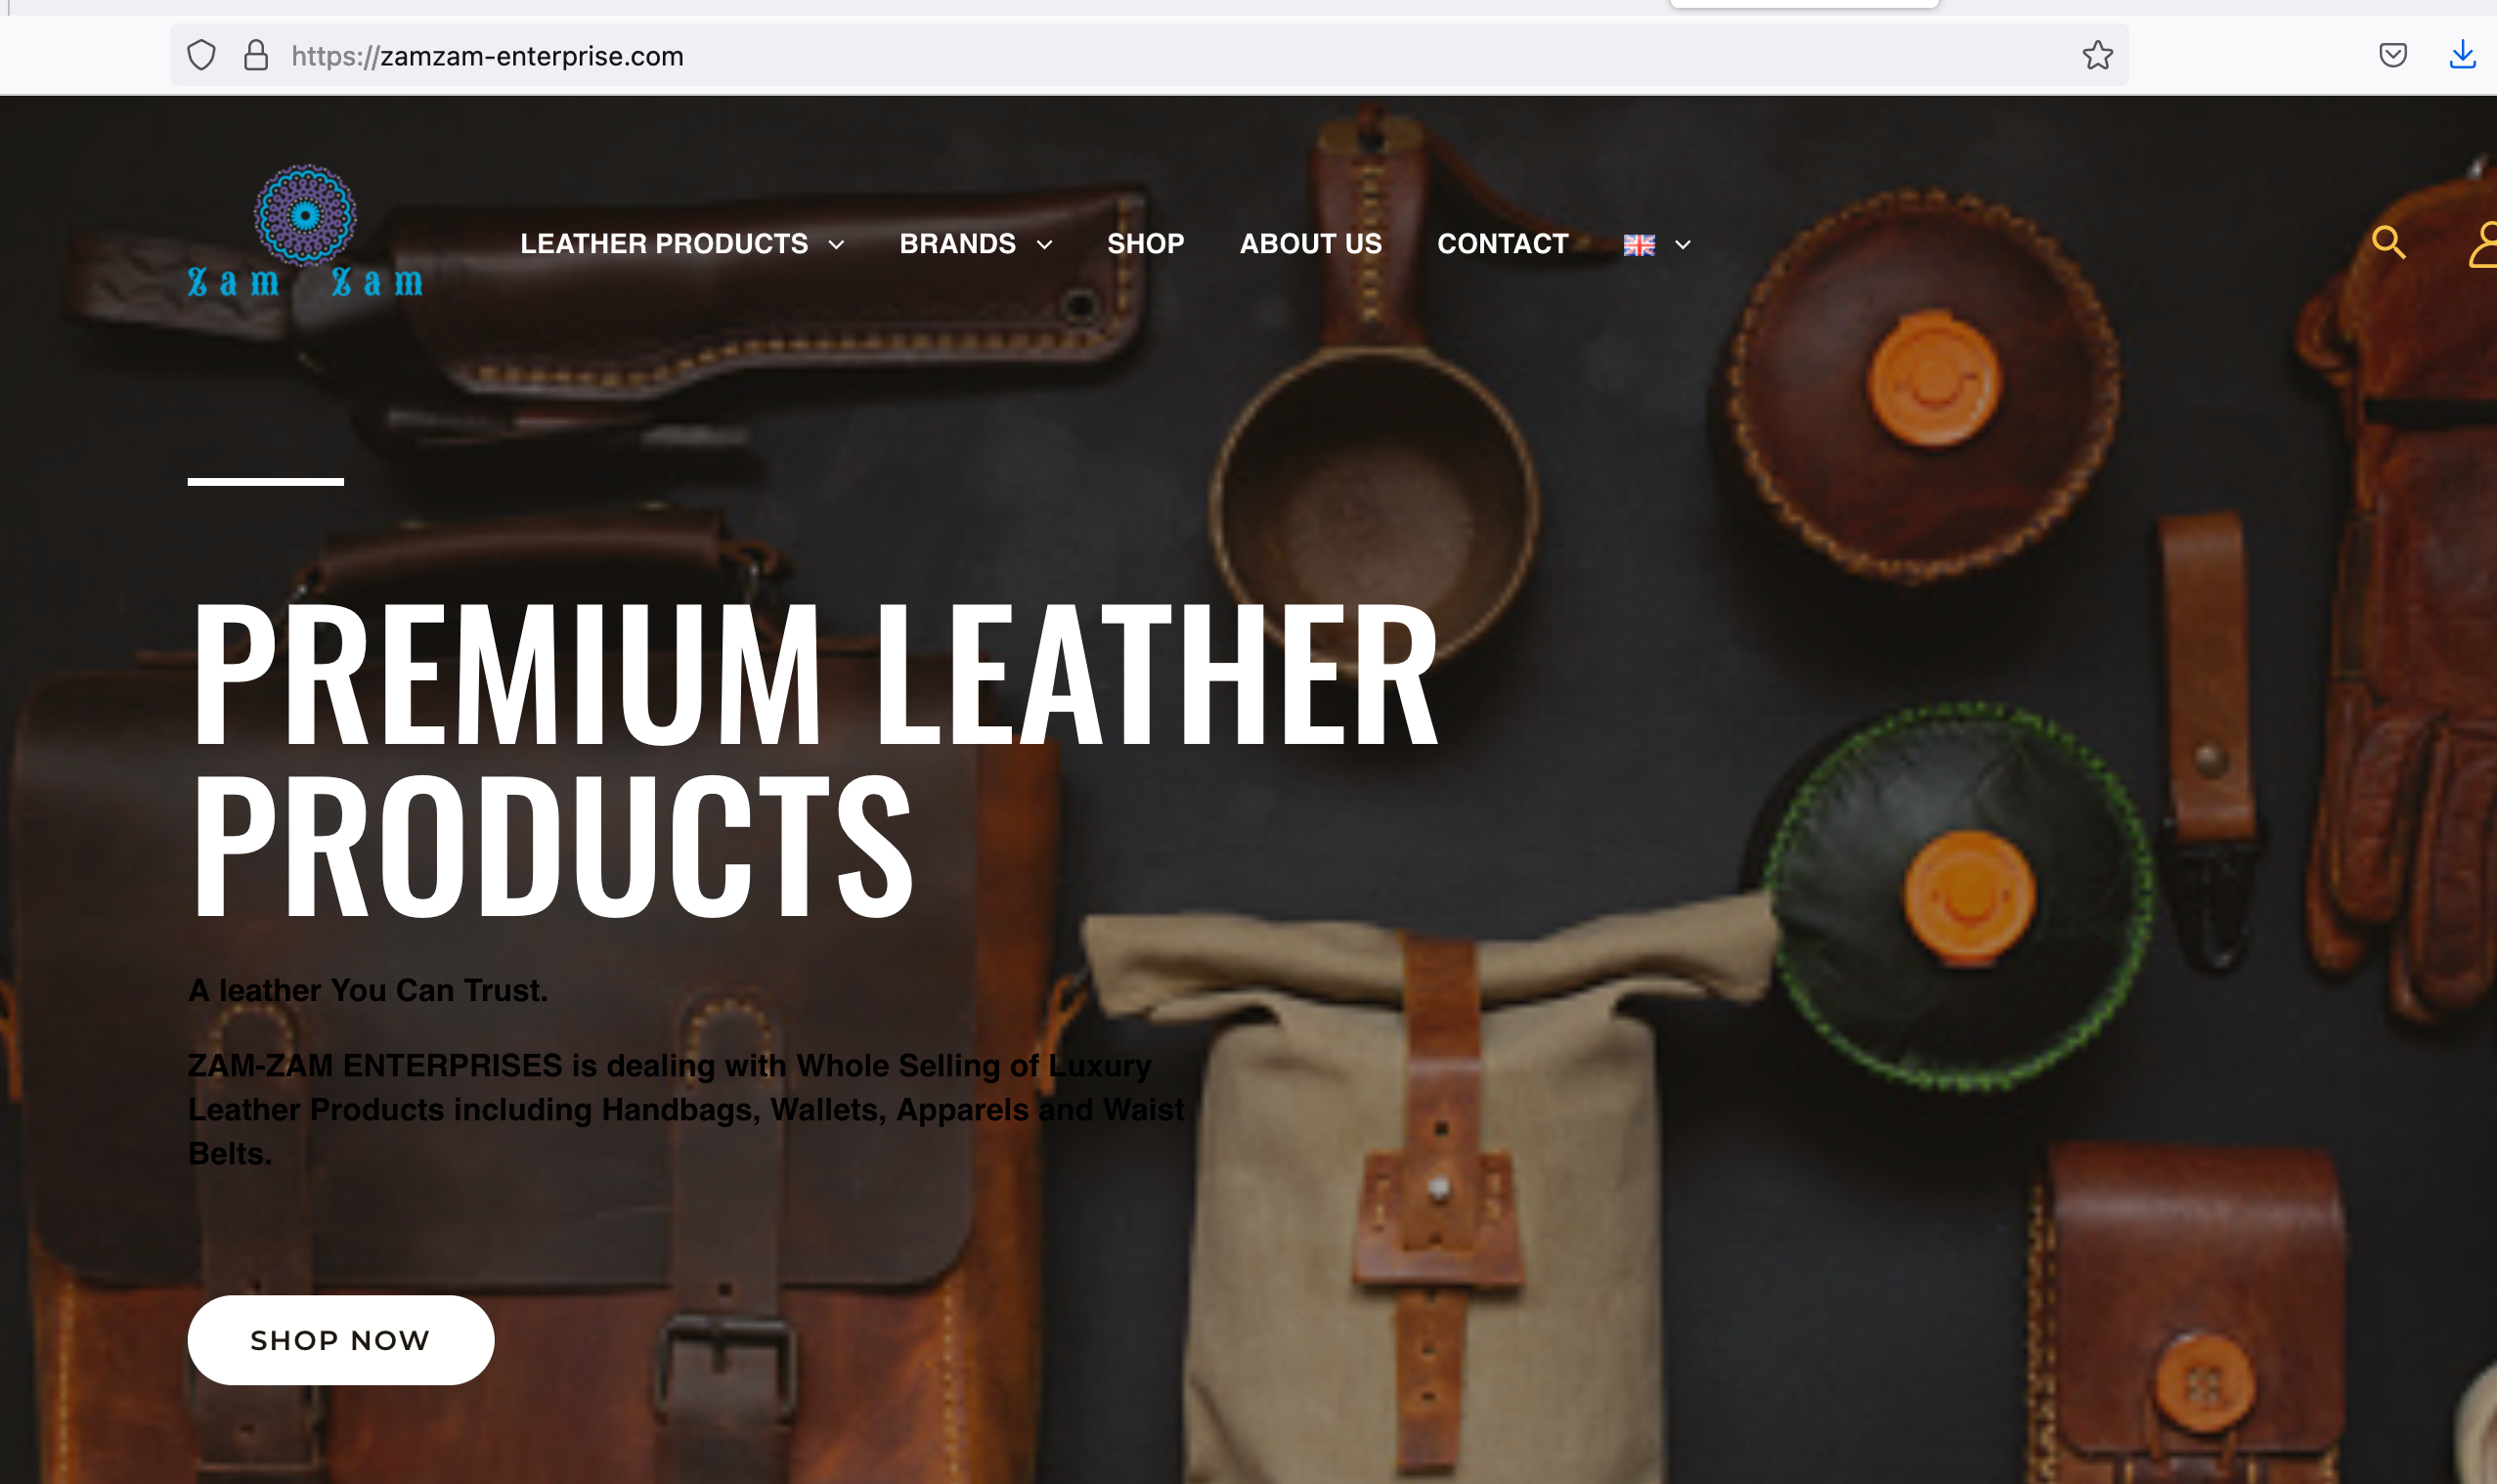 https://zamzam-enterprise.com
Zam Zam
LEATHER PRODUCTS BRANDS SHOP ABOUT US CONTACT
PREMIUM LEATHER
PRODUCTS
A leather You Can Trust.
ZAM-ZAM ENTERPRISES is dealing with Whole Selling of Luxury
Leather Products including Handbags, Wallets, Apparels and Waist
Belts.
SHOP NOW